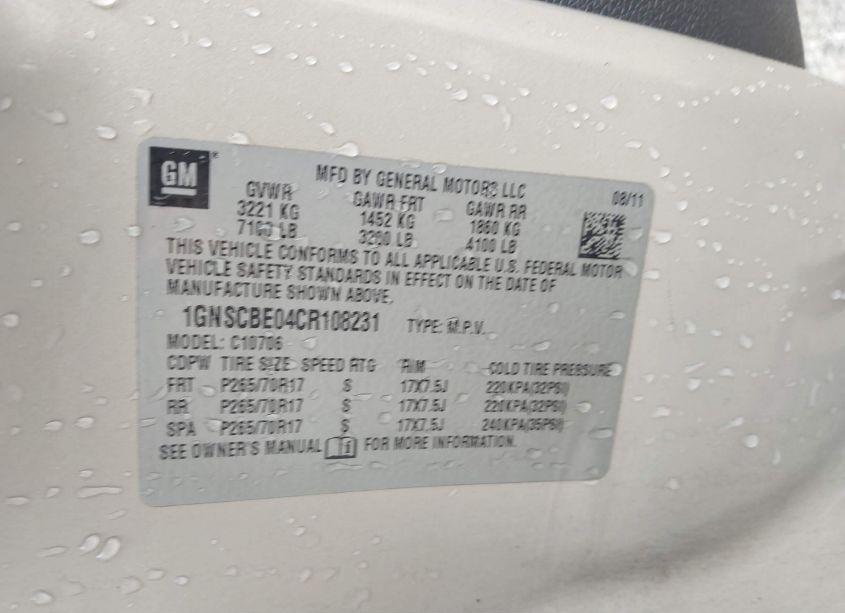 GM
MFD BY GENERAL MOTORS LLC
08/11
GVWR GAWR FRT GAWR RR
3221 KG 1452 KG 1860 KG
7100 LB 3200 LB 4100 LB
THIS VEHICLE CONFORMS TO ALL APPLICABLE U.S. FEDERAL MOTOR
VEHICLE SAFETY STANDARDS IN EFFECT ON THE DATE OF
MANUFACTURE SHOWN ABOVE.
1GNSCBE04CR108231 TYPE: M.P.V.
MODEL: C10706
CDPW TIRE SIZE SPEED RTG RIM COLD TIRE PRESSURE
FRT P265/70R17 S 17X7.5J 220KPA(32PSI)
RR P265/70R17 S 17X7.5J 220KPA(32PSI)
SPA P265/70R17 S 17X7.5J 240KPA(35PSI)
SEE OWNER'S MANUAL FOR MORE INFORMATION.